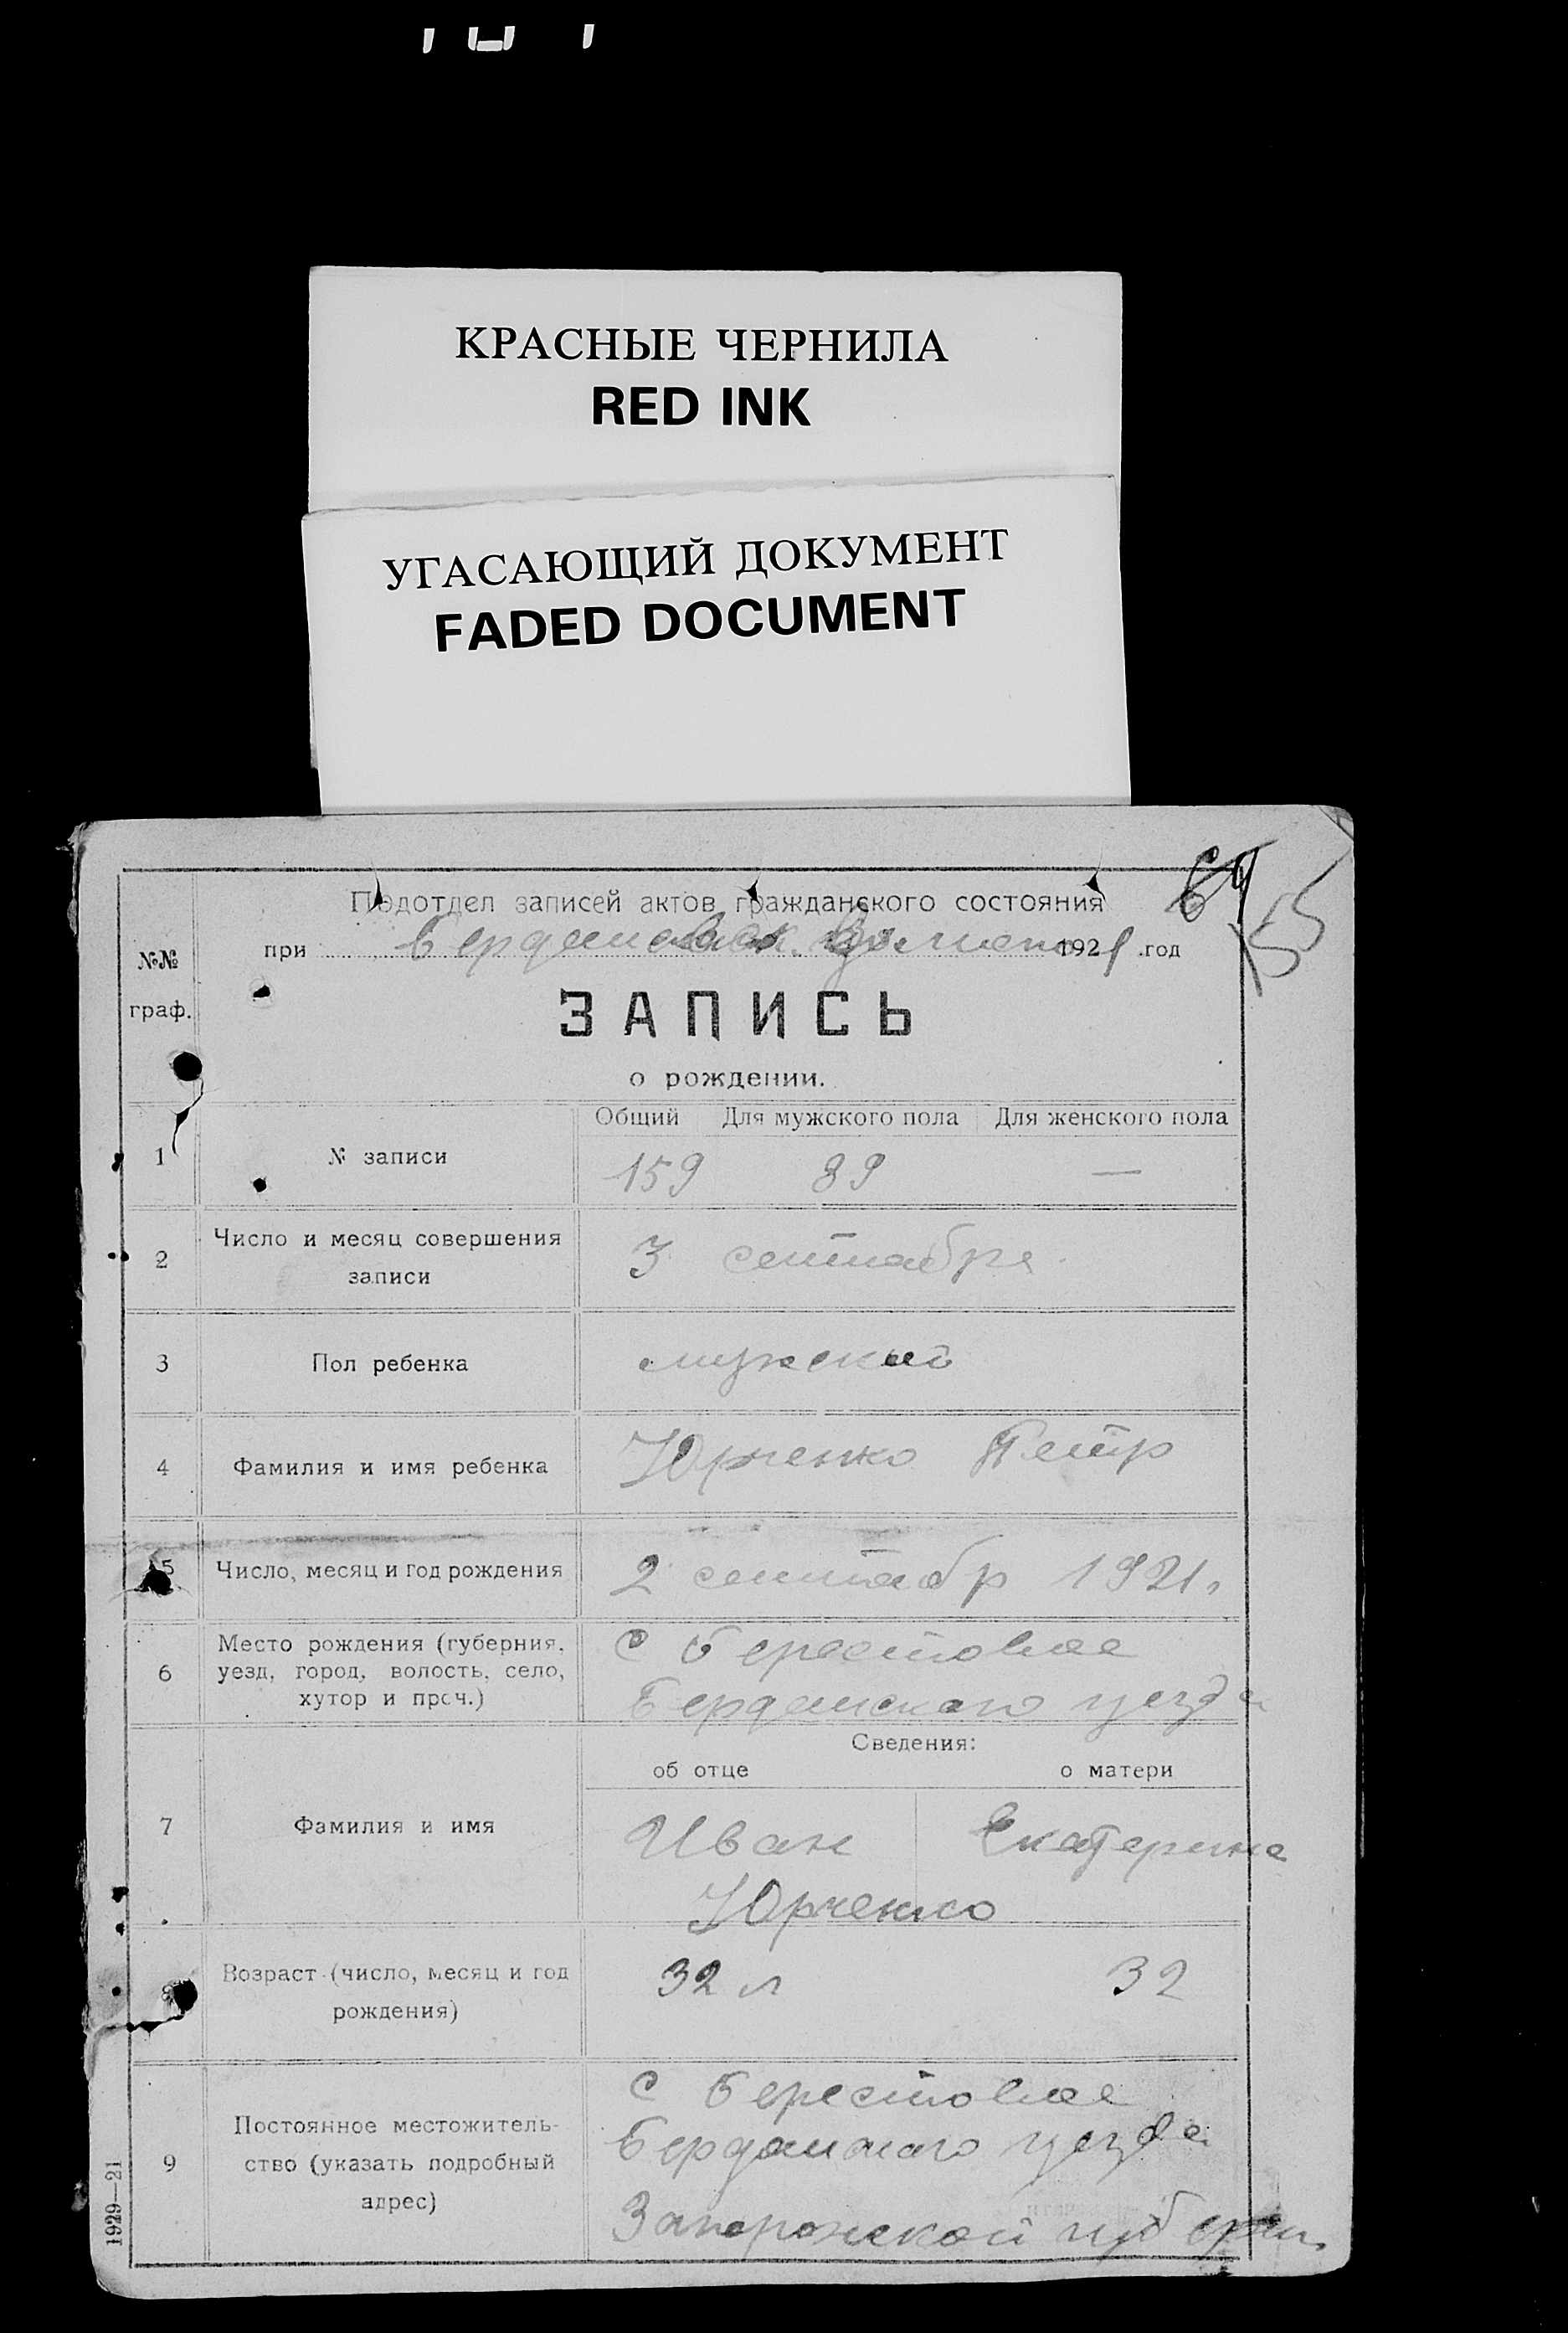 КРАСНЫЕ ЧЕРНИЛА
RED INK
УГАСАЮЩИЙ ДОКУМЕНТ
FADED DOCUMENT
55
Подотдел записей актов гражданского состояния
при 1921 год
№№
граф.
ЗАПИСЬ
о рождении.
Общий Для мужского пола Для женского пола
1 № записи 159 89 —
2 Число и месяц совершения
записи
3 сентября
3 Пол ребенка мужской
4 Фамилия и имя ребенка Юрченко Петр
5 Число, месяц и год рождения 2 сентябр 1921.
6 Место рождения (губерния,
уезд, город, волость, село,
хутор и проч.)
С Берестовое
Бердянского уезда
Сведения:
об отце о матери
7 Фамилия и имя Иван Екатерина
Юрченко
8 Возраст (число, месяц и год
рождения)
32 л 32
9 Постоянное местожитель-
ство (указать подробный
адрес)
С Берестовое
Бердянского уезда
Запорожской губерн.
1929—21